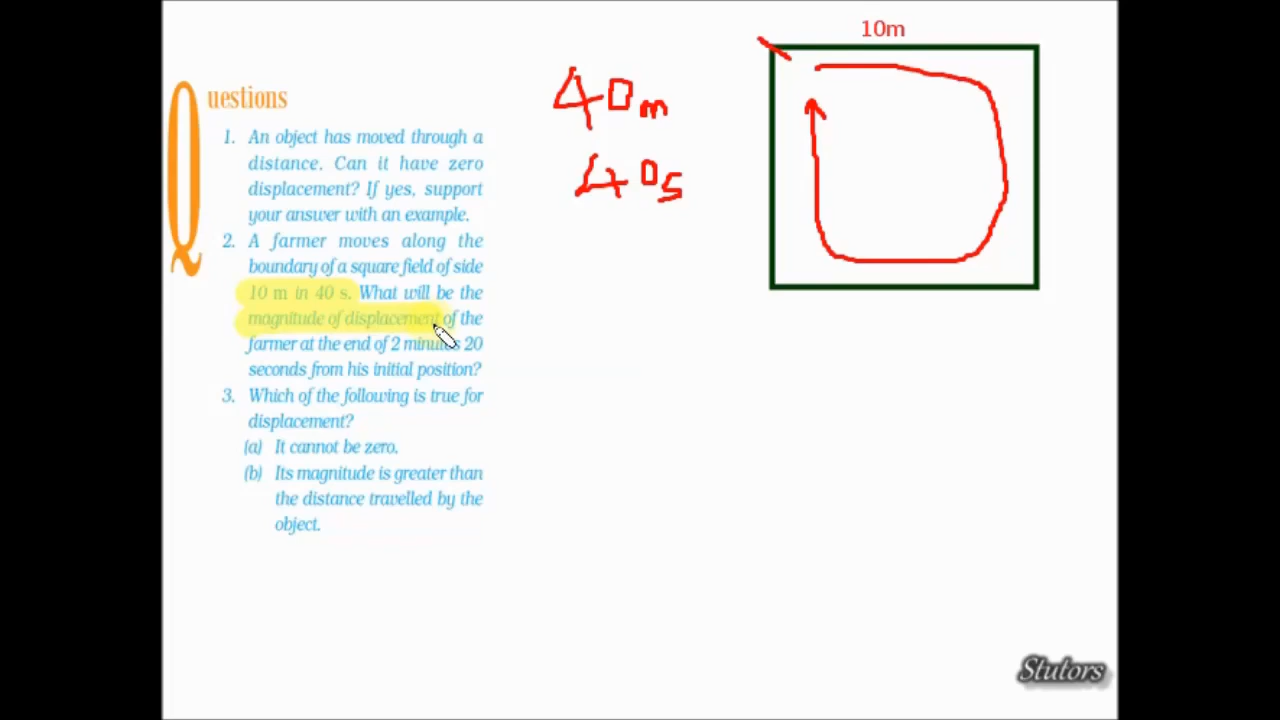 Questions
1. An object has moved through a
distance. Can it have zero
displacement? If yes, support
your answer with an example.
2. A farmer moves along the
boundary of a square field of side
10 m in 40 s. What will be the
magnitude of displacement of the
farmer at the end of 2 minutes 20
seconds from his initial position?
3. Which of the following is true for
displacement?
(a) It cannot be zero.
(b) Its magnitude is greater than
the distance travelled by the
object.
40m
40s
10m
Stutors